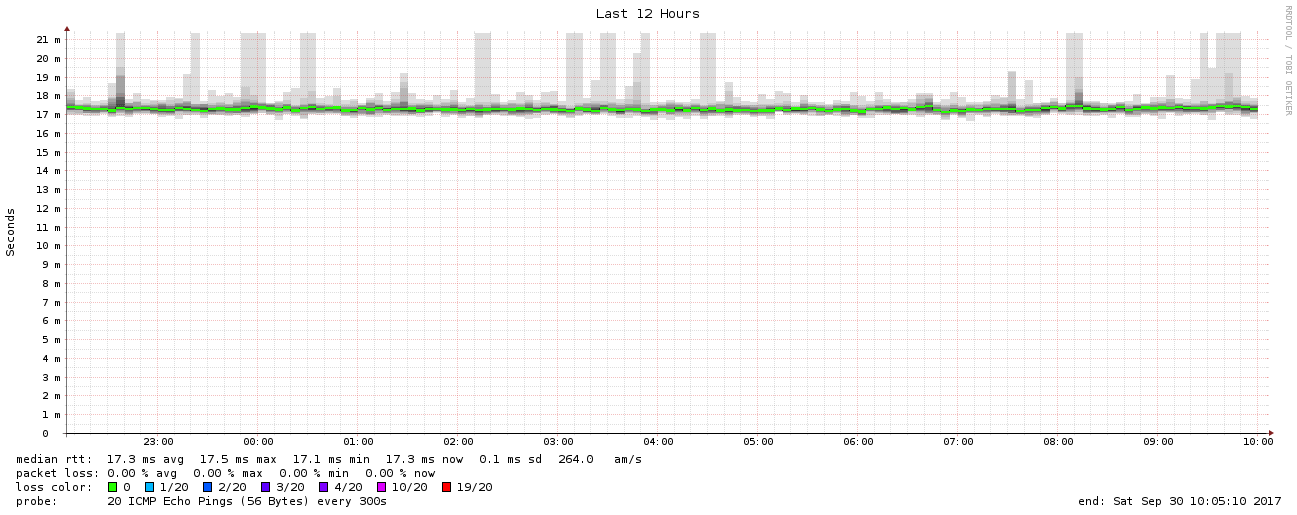 Last 12 Hours
RRDTOOL / TOBI OETIKER
Seconds
21 m
20 m
19 m
18 m
17 m
16 m
15 m
14 m
13 m
12 m
11 m
10 m
9 m
8 m
7 m
6 m
5 m
4 m
3 m
2 m
1 m
0
23:00 00:00 01:00 02:00 03:00 04:00 05:00 06:00 07:00 08:00 09:00 10:00
median rtt: 17.3 ms avg 17.5 ms max 17.1 ms min 17.3 ms now 0.1 ms sd 264.0 am/s
packet loss: 0.00 % avg 0.00 % max 0.00 % min 0.00 % now
loss color: 0 1/20 2/20 3/20 4/20 10/20 19/20
probe: 20 ICMP Echo Pings (56 Bytes) every 300s end: Sat Sep 30 10:05:10 2017